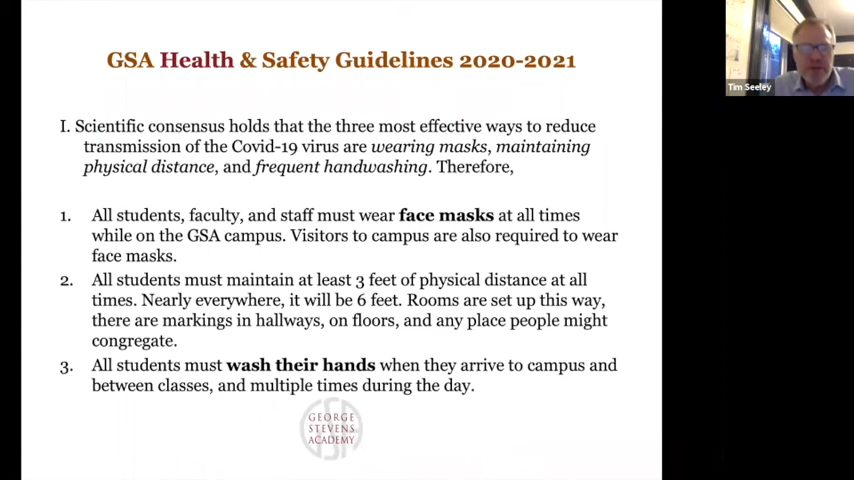 GSA Health & Safety Guidelines 2020-2021
I. Scientific consensus holds that the three most effective ways to reduce
transmission of the Covid-19 virus are wearing masks, maintaining
physical distance, and frequent handwashing. Therefore,
1. All students, faculty, and staff must wear face masks at all times
while on the GSA campus. Visitors to campus are also required to wear
face masks.
2. All students must maintain at least 3 feet of physical distance at all
times. Nearly everywhere, it will be 6 feet. Rooms are set up this way,
there are markings in hallways, on floors, and any place people might
congregate.
3. All students must wash their hands when they arrive to campus and
between classes, and multiple times during the day.
GEORGE
STEVENS
ACADEMY
Tim Seeley